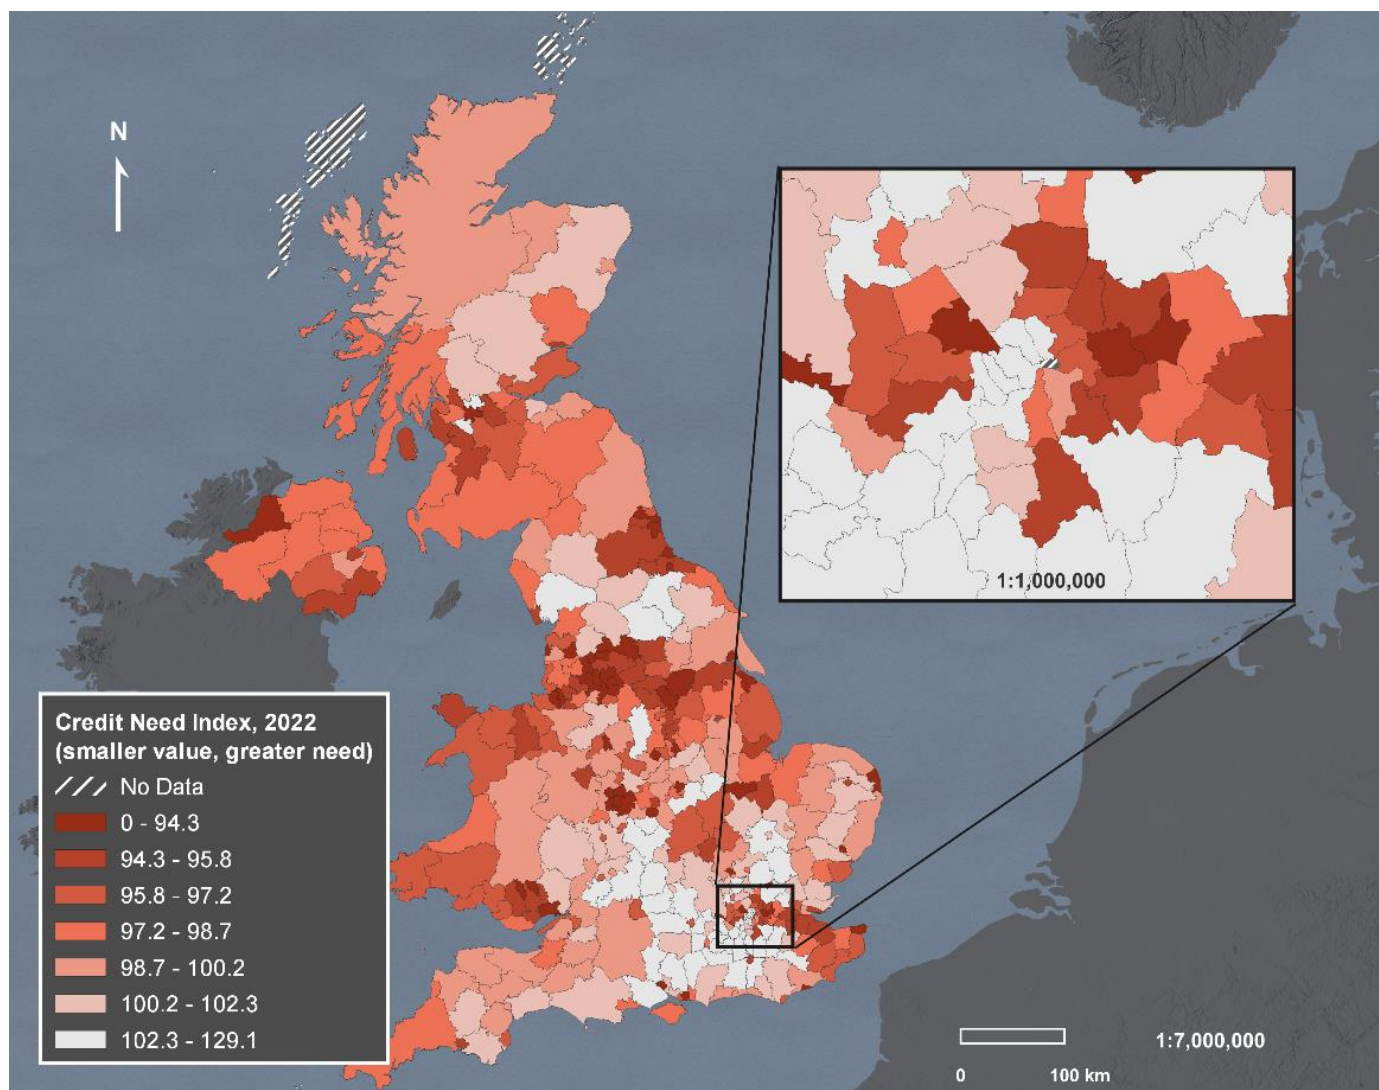 N
1:1,000,000
Credit Need Index, 2022
(smaller value, greater need)
No Data
0 - 94.3
94.3 - 95.8
95.8 - 97.2
97.2 - 98.7
98.7 - 100.2
100.2 - 102.3
102.3 - 129.1
1:7,000,000
0 100 km